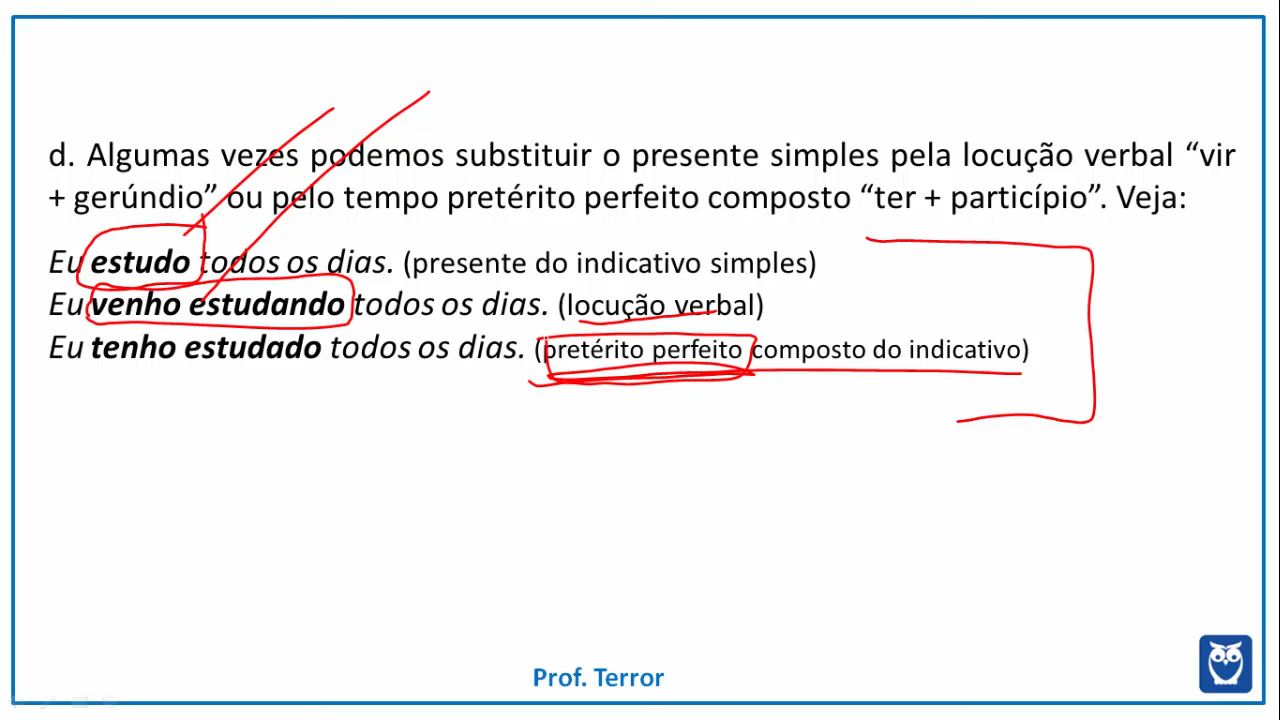 d. Algumas vezes podemos substituir o presente simples pela locução verbal “vir
+ gerúndio” ou pelo tempo pretérito perfeito composto “ter + particípio”. Veja:
Eu estudo todos os dias. (presente do indicativo simples)
Eu venho estudando todos os dias. (locução verbal)
Eu tenho estudado todos os dias. (pretérito perfeito composto do indicativo)
Prof. Terror